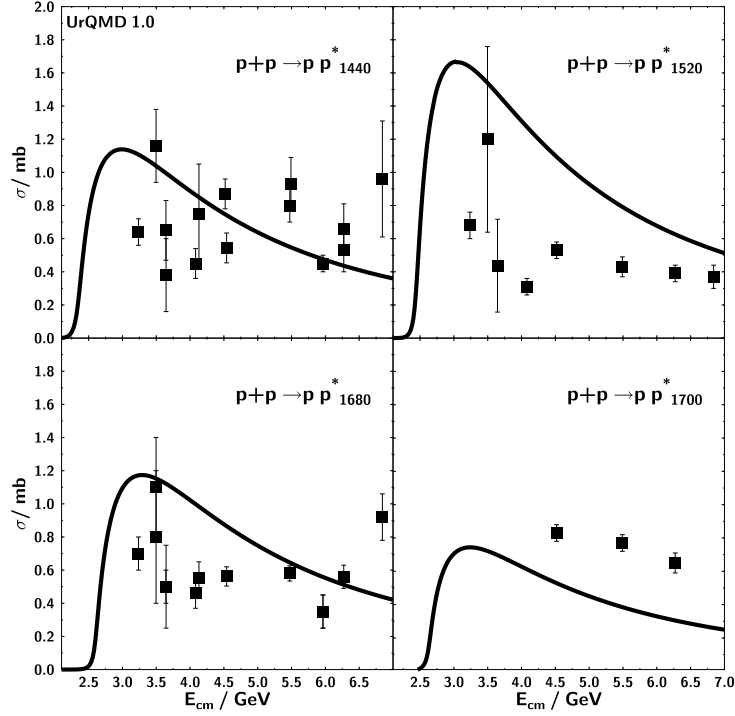 UrQMD 1.0
p+p →p p*1440
p+p →p p*1520
2.0
1.8
1.6
1.4
1.2
1.0
0.8
0.6
0.4
0.2
0.0
σ/ mb
p+p →p p*1680
p+p →p p*1700
1.8
1.6
1.4
1.2
1.0
0.8
0.6
0.4
0.2
0.0
σ/ mb
2.5 3.0 3.5 4.0 4.5 5.0 5.5 6.0 6.5
2.5 3.0 3.5 4.0 4.5 5.0 5.5 6.0 6.5 7.0
Ecm / GeV
Ecm / GeV